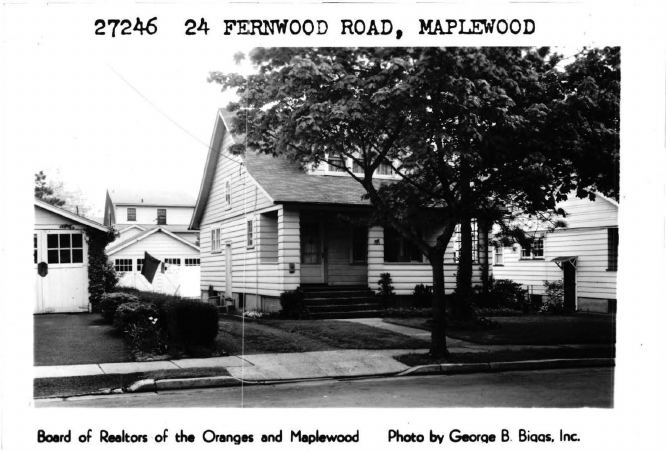 27246 24 FERNWOOD ROAD, MAPLEWOOD
Board of Realtors of the Oranges and Maplewood Photo by George B. Biggs, Inc.